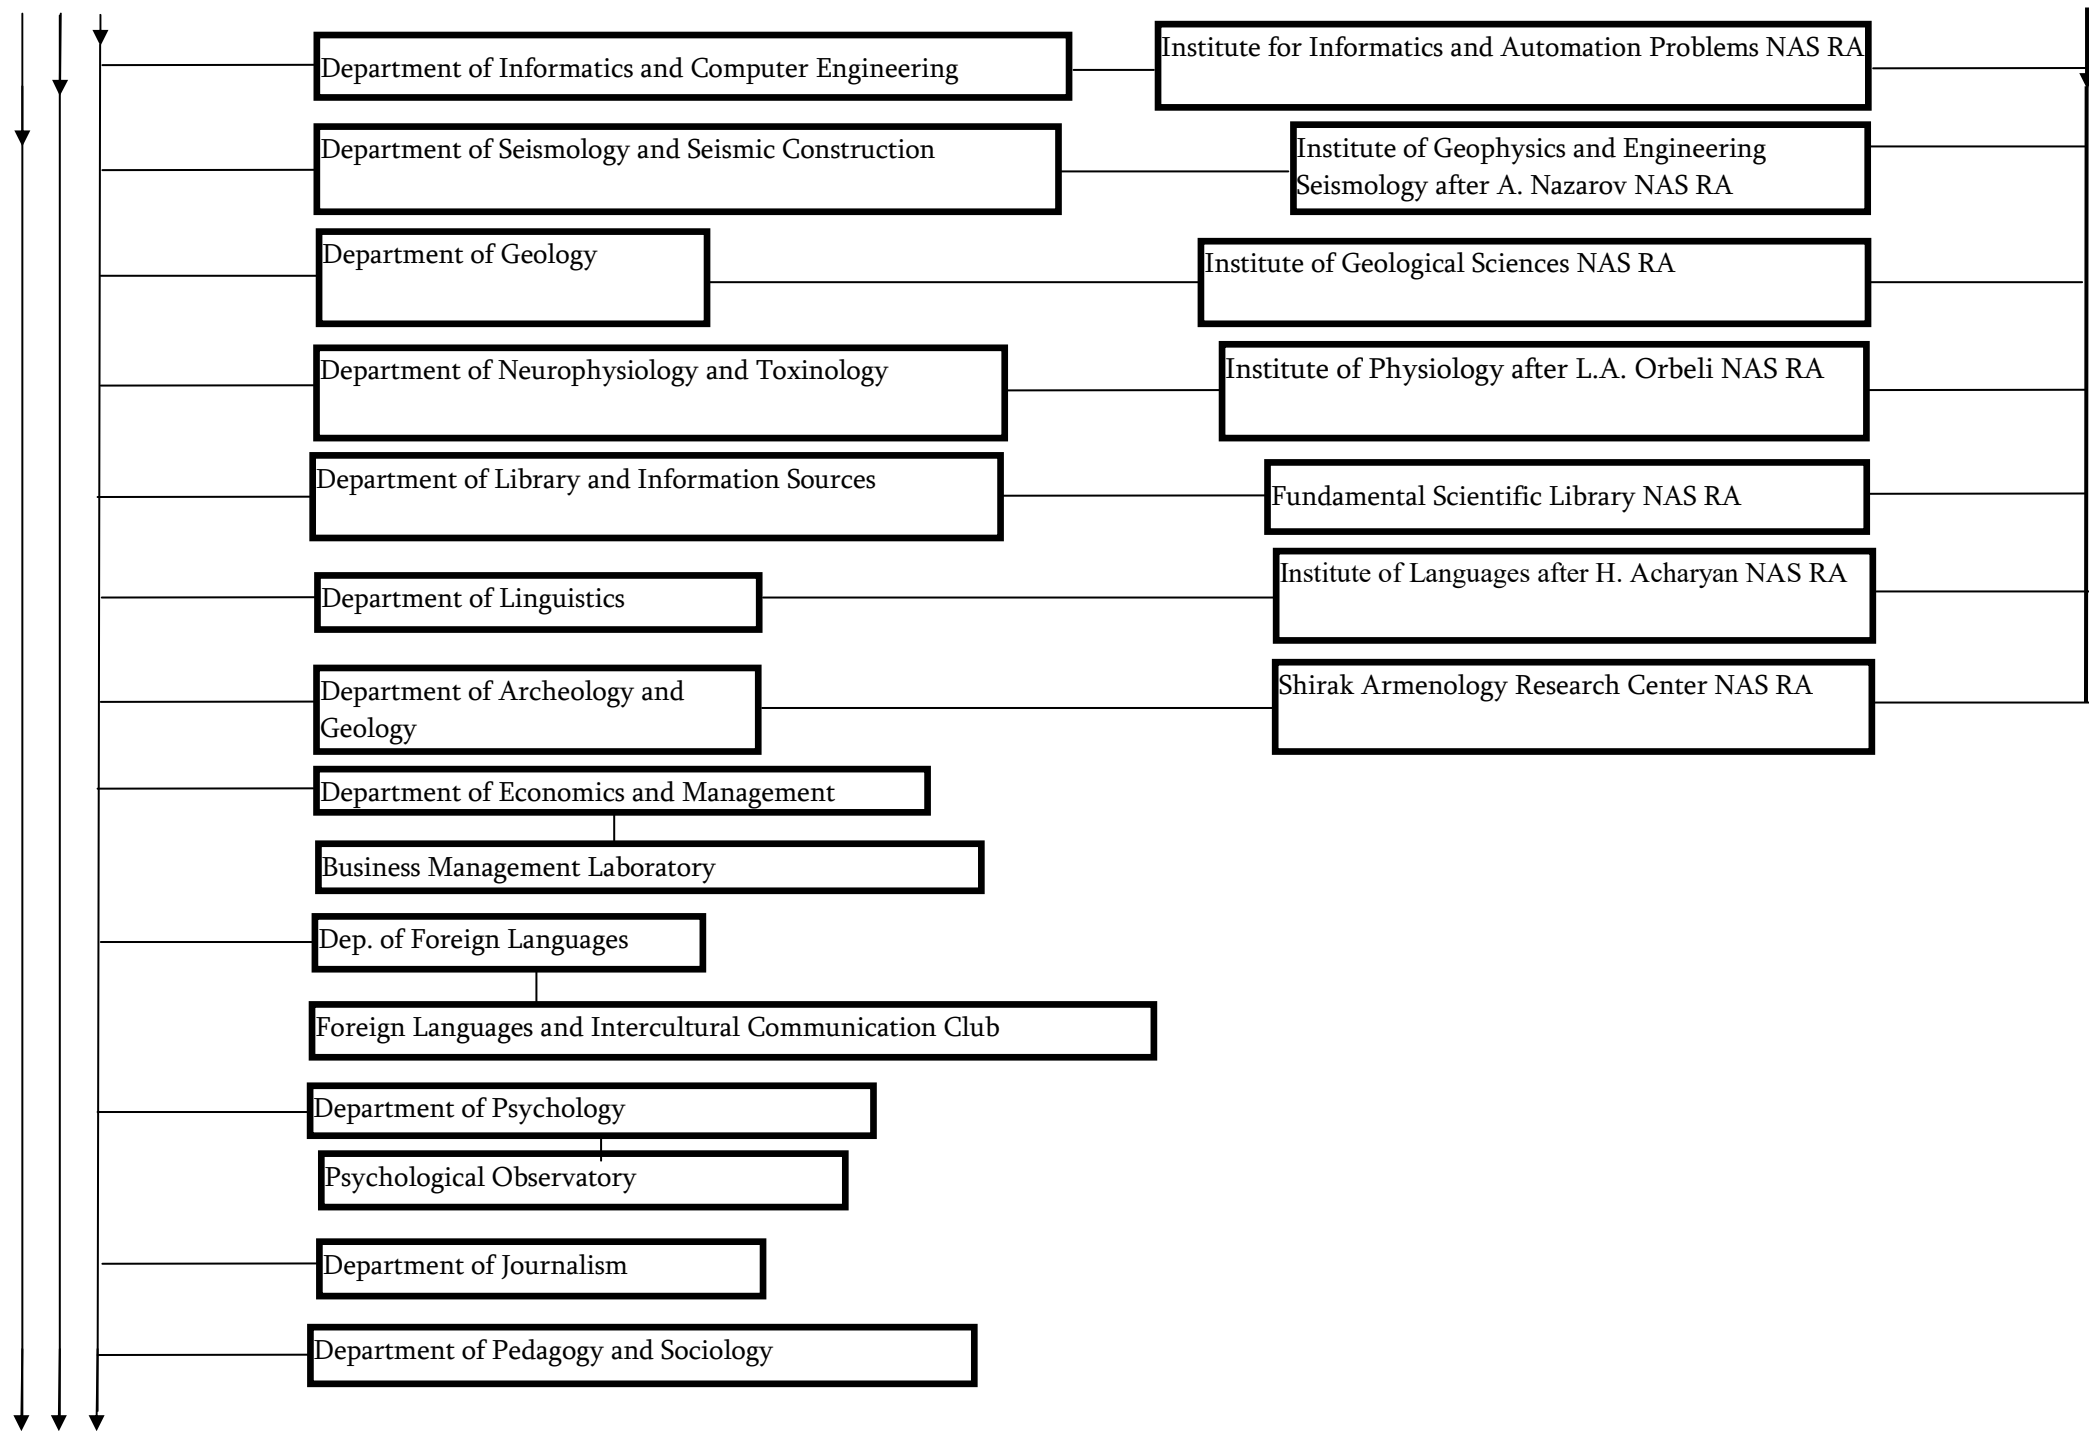 Department of Informatics and Computer Engineering
Institute for Informatics and Automation Problems NAS RA
Department of Seismology and Seismic Construction
Institute of Geophysics and Engineering
Seismology after A. Nazarov NAS RA
Department of Geology
Institute of Geological Sciences NAS RA
Department of Neurophysiology and Toxinology
Institute of Physiology after L.A. Orbeli NAS RA
Department of Library and Information Sources
Fundamental Scientific Library NAS RA
Department of Linguistics
Institute of Languages after H. Acharyan NAS RA
Department of Archeology and
Geology
Shirak Armenology Research Center NAS RA
Department of Economics and Management
Business Management Laboratory
Dep. of Foreign Languages
Foreign Languages and Intercultural Communication Club
Department of Psychology
Psychological Observatory
Department of Journalism
Department of Pedagogy and Sociology